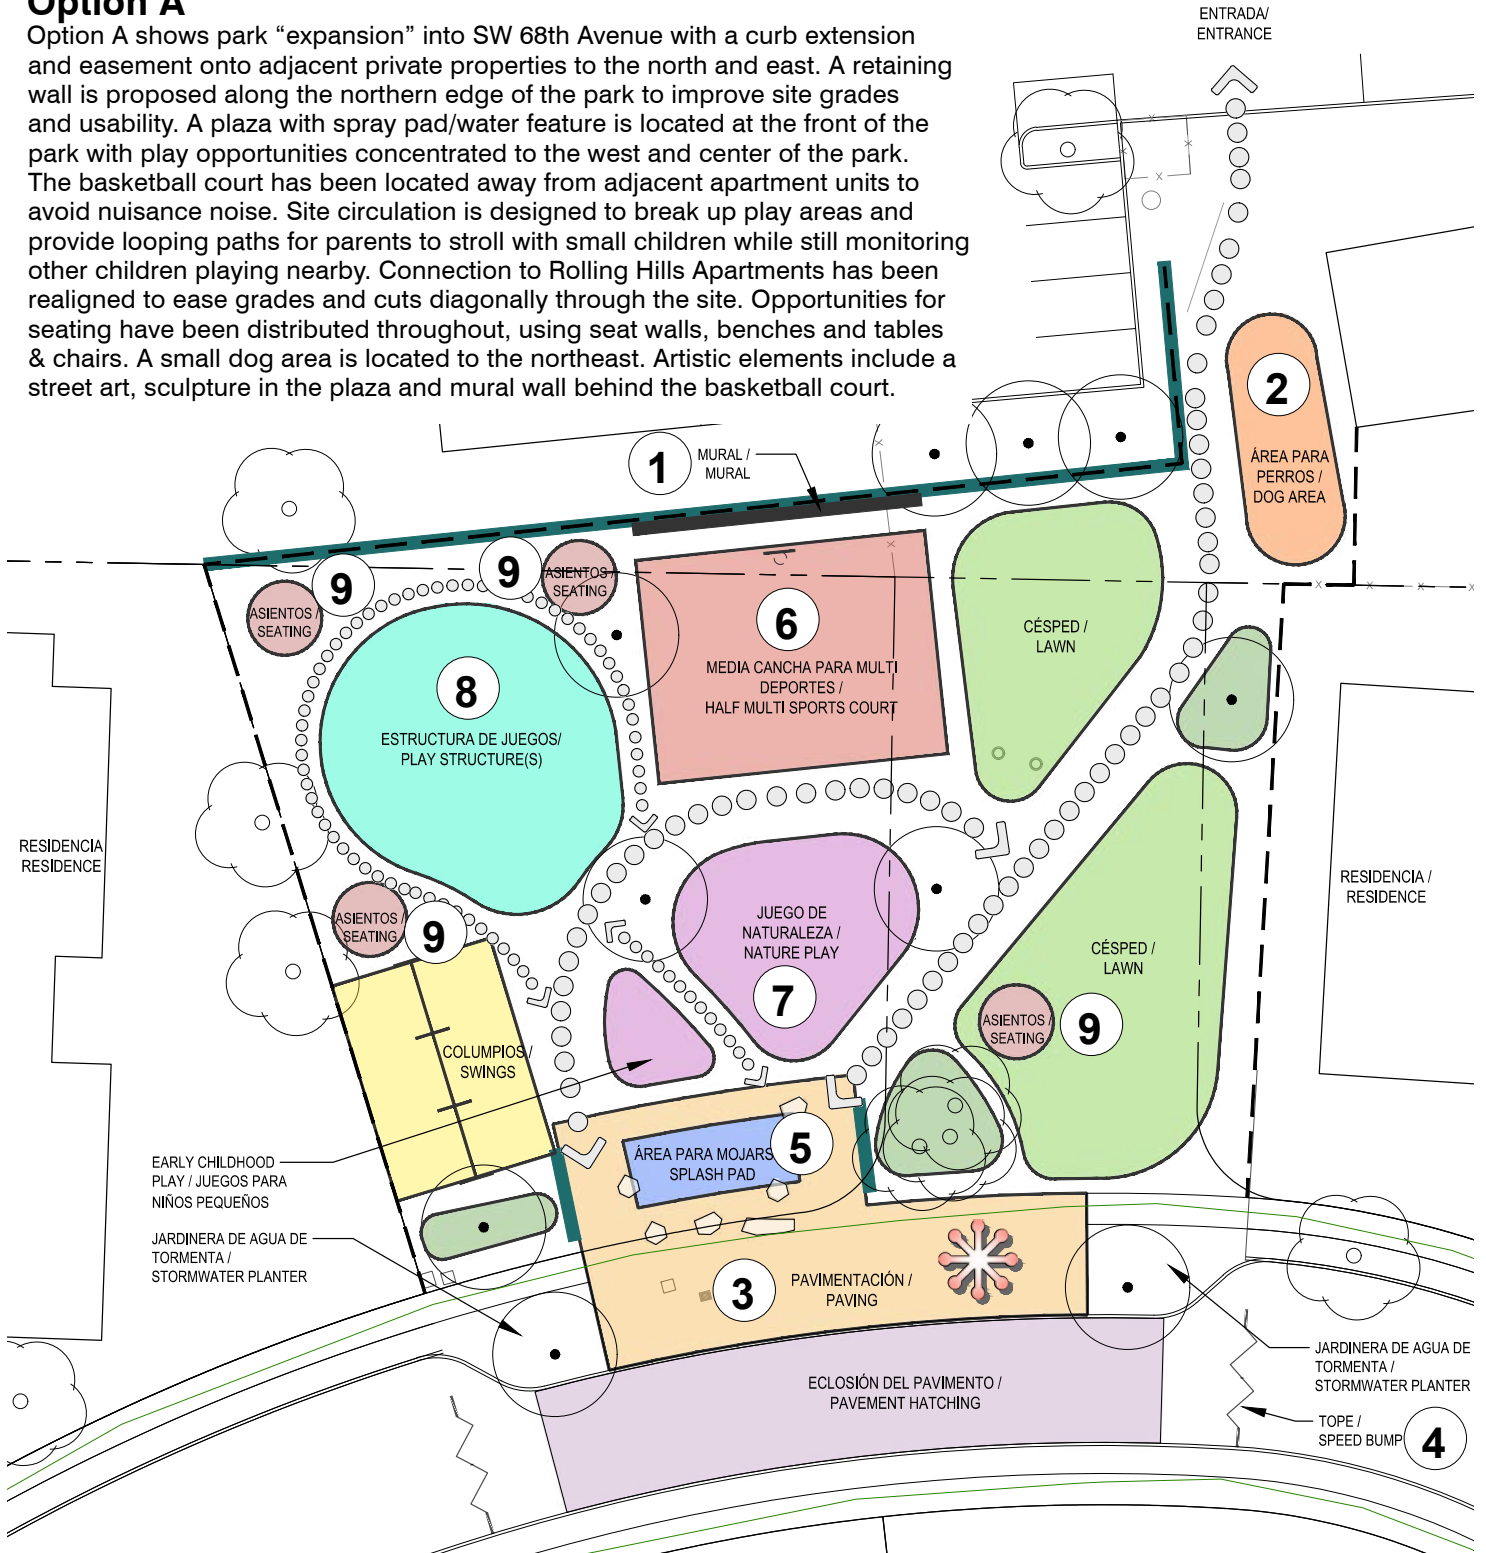 Option A
Option A shows park “expansion” into SW 68th Avenue with a curb extension
and easement onto adjacent private properties to the north and east. A retaining
wall is proposed along the northern edge of the park to improve site grades
and usability. A plaza with spray pad/water feature is located at the front of the
park with play opportunities concentrated to the west and center of the park.
The basketball court has been located away from adjacent apartment units to
avoid nuisance noise. Site circulation is designed to break up play areas and
provide looping paths for parents to stroll with small children while still monitoring
other children playing nearby. Connection to Rolling Hills Apartments has been
realigned to ease grades and cuts diagonally through the site. Opportunities for
seating have been distributed throughout, using seat walls, benches and tables
& chairs. A small dog area is located to the northeast. Artistic elements include a
street art, sculpture in the plaza and mural wall behind the basketball court.
ENTRADA/
ENTRANCE
2
ÁREA PARA
PERROS /
DOG AREA
1
MURAL /
MURAL
9
ASIENTOS /
SEATING
9
ASIENTOS /
SEATING
6
MEDIA CANCHA PARA MULTI
DEPORTES /
HALF MULTI SPORTS COURT
CÉSPED /
LAWN
8
ESTRUCTURA DE JUEGOS/
PLAY STRUCTURE(S)
RESIDENCIA
RESIDENCE
RESIDENCIA /
RESIDENCE
ASIENTOS /
SEATING
9
JUEGO DE
NATURALEZA /
NATURE PLAY
7
CÉSPED /
LAWN
ASIENTOS /
SEATING
9
COLUMPIOS /
SWINGS
EARLY CHILDHOOD
PLAY / JUEGOS PARA
NIÑOS PEQUEÑOS
ÁREA PARA MOJARS
SPLASH PAD
5
JARDINERA DE AGUA DE
TORMENTA /
STORMWATER PLANTER
3
PAVIMENTACIÓN /
PAVING
ECLOSIÓN DEL PAVIMENTO /
PAVEMENT HATCHING
JARDINERA DE AGUA DE
TORMENTA /
STORMWATER PLANTER
TOPE /
SPEED BUMP
4